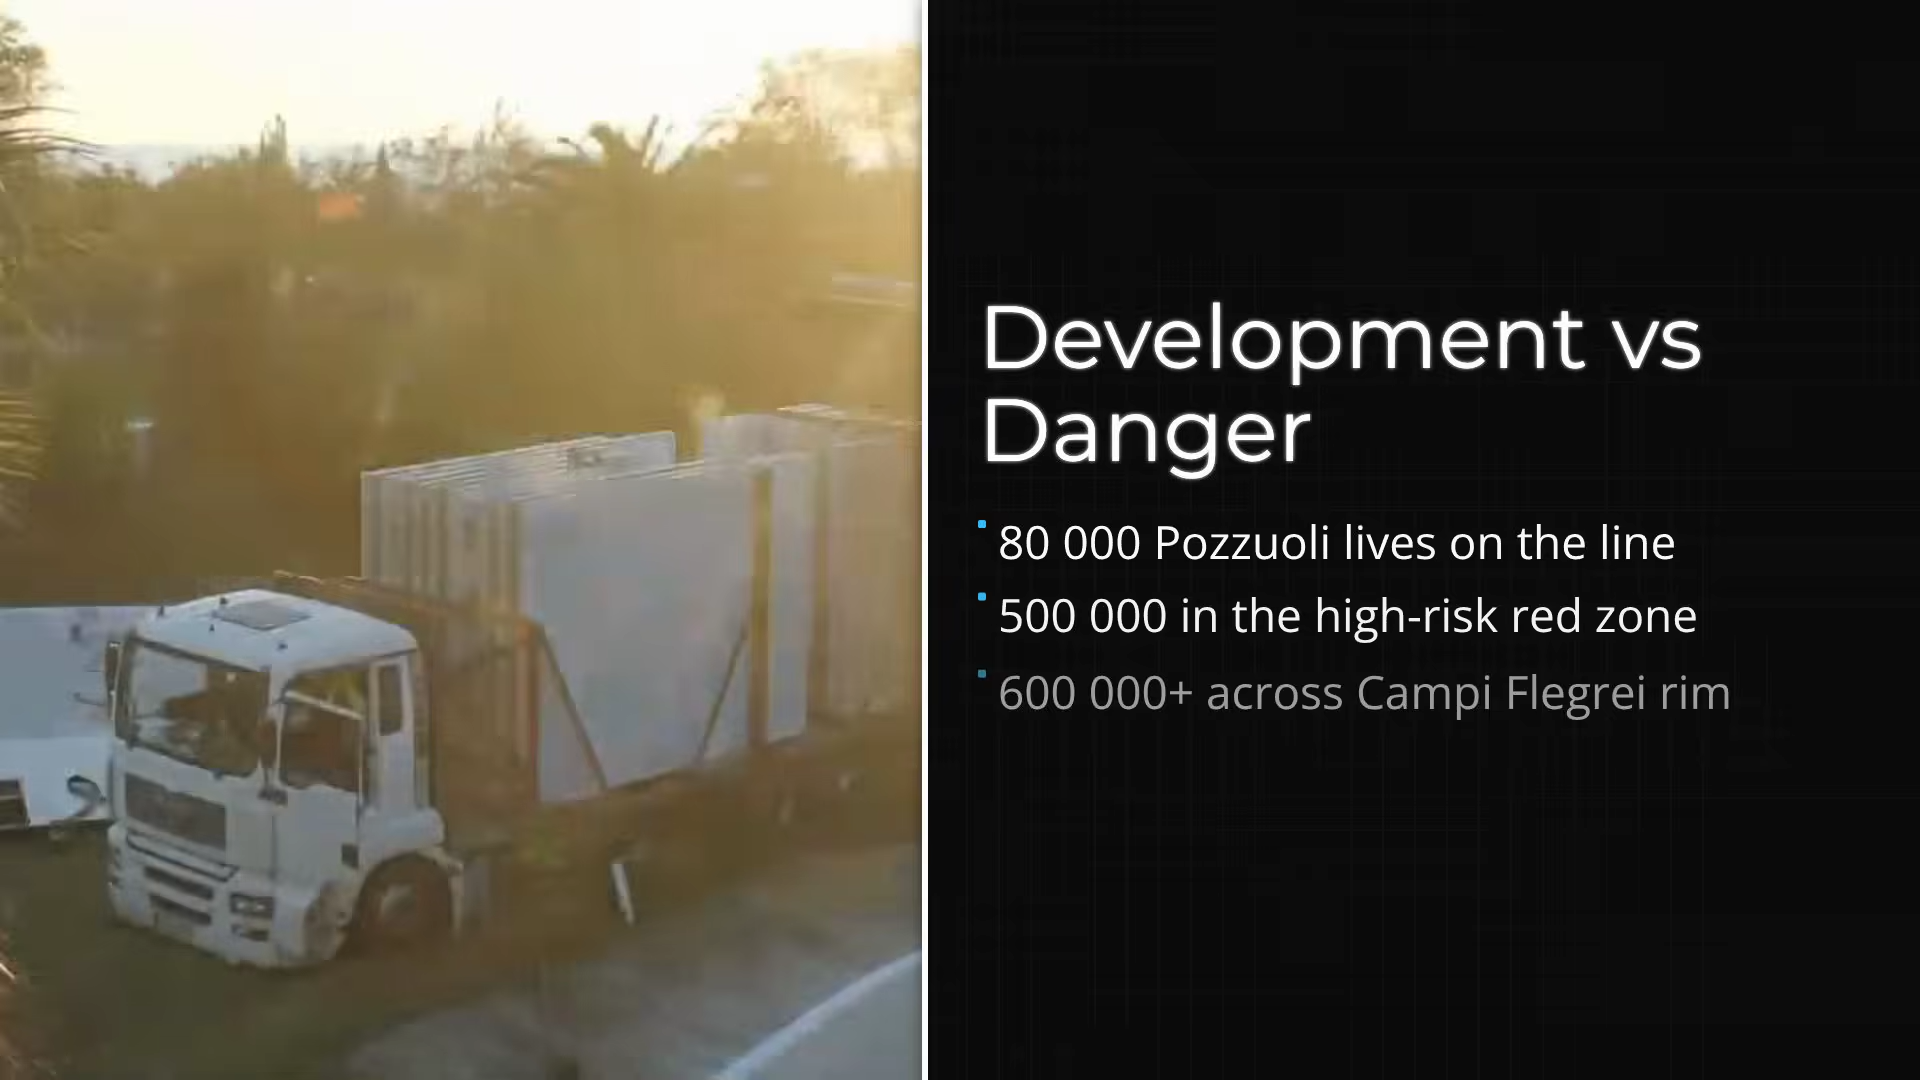 Development vs
Danger
80 000 Pozzuoli lives on the line
500 000 in the high-risk red zone
600 000+ across Campi Flegrei rim